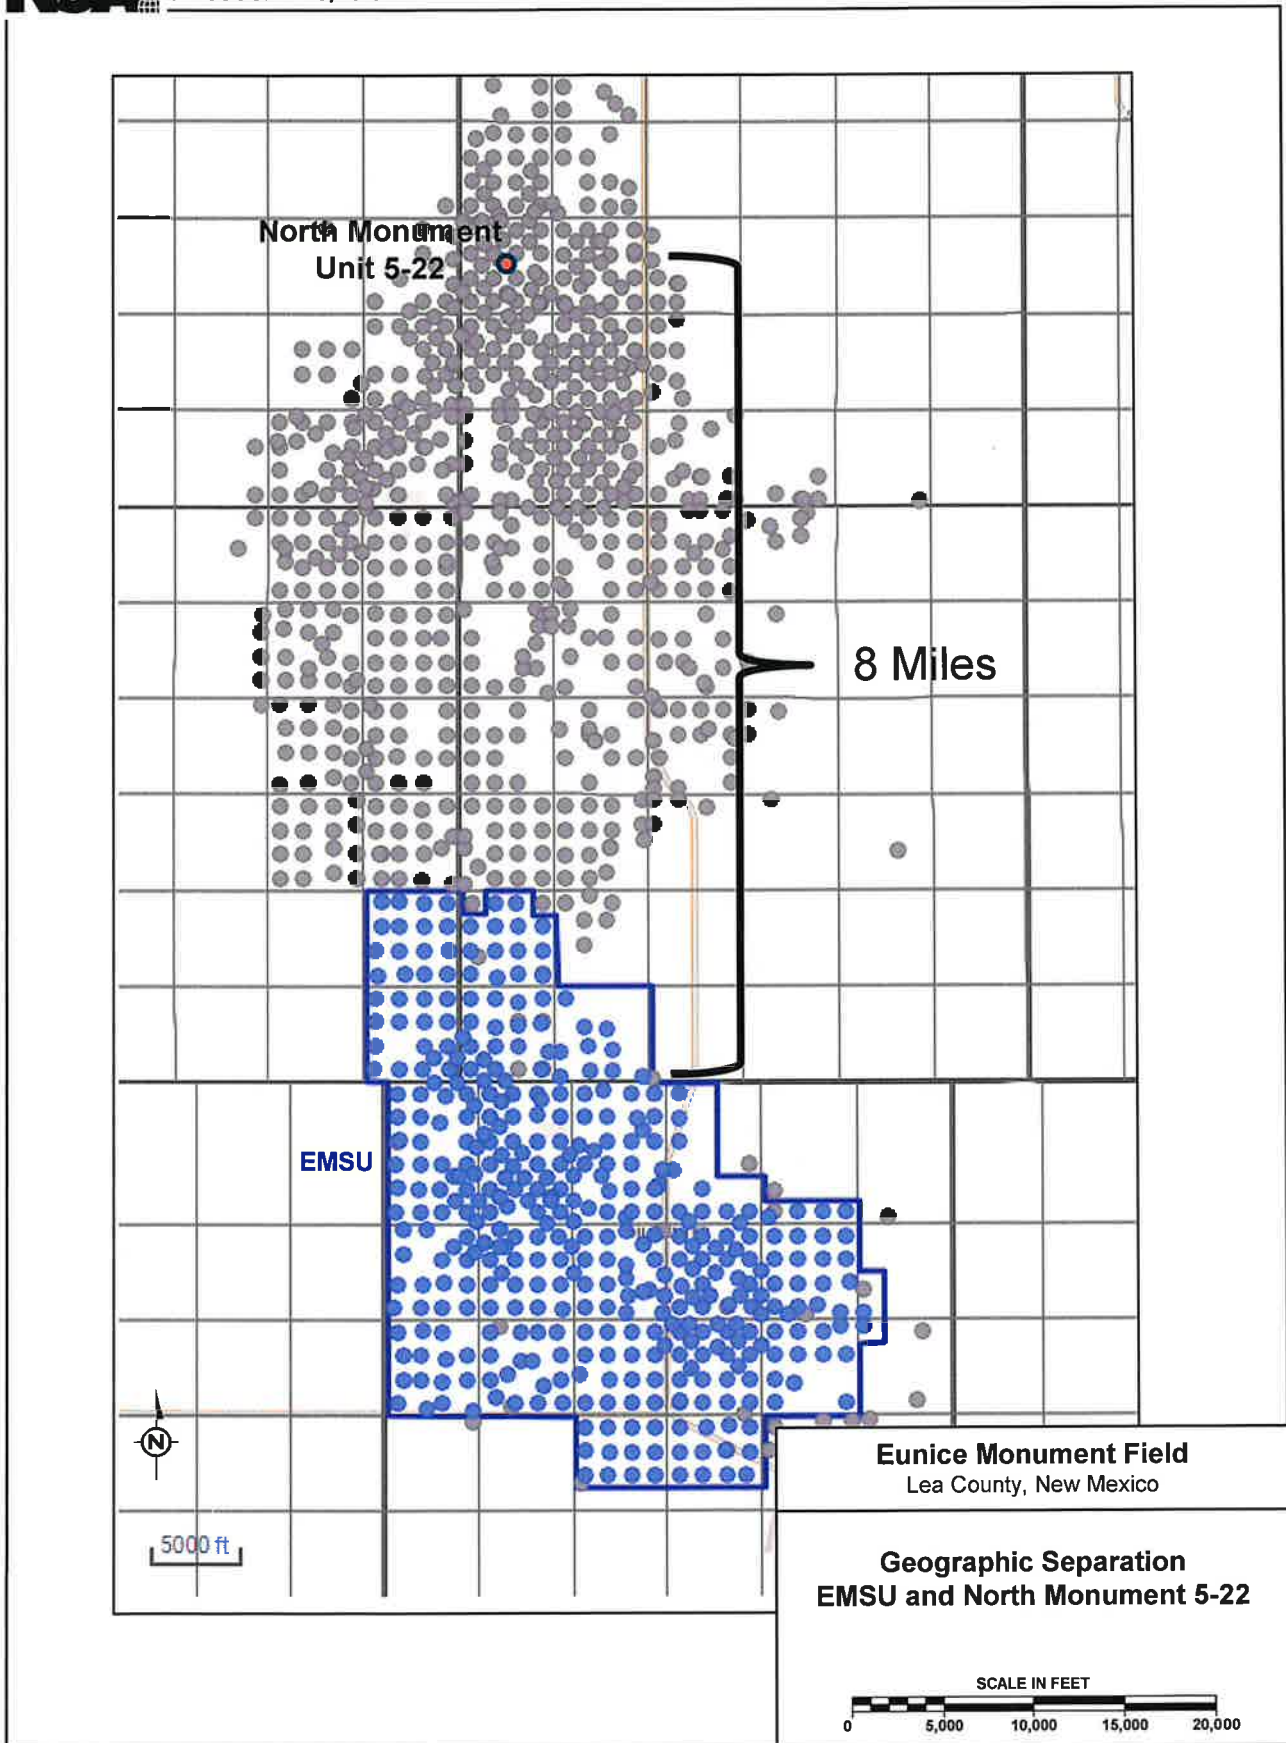 North Monument
Unit 5-22
8 Miles
EMSU
N
5000 ft
Eunice Monument Field
Lea County, New Mexico
Geographic Separation
EMSU and North Monument 5-22
SCALE IN FEET
0 5,000 10,000 15,000 20,000